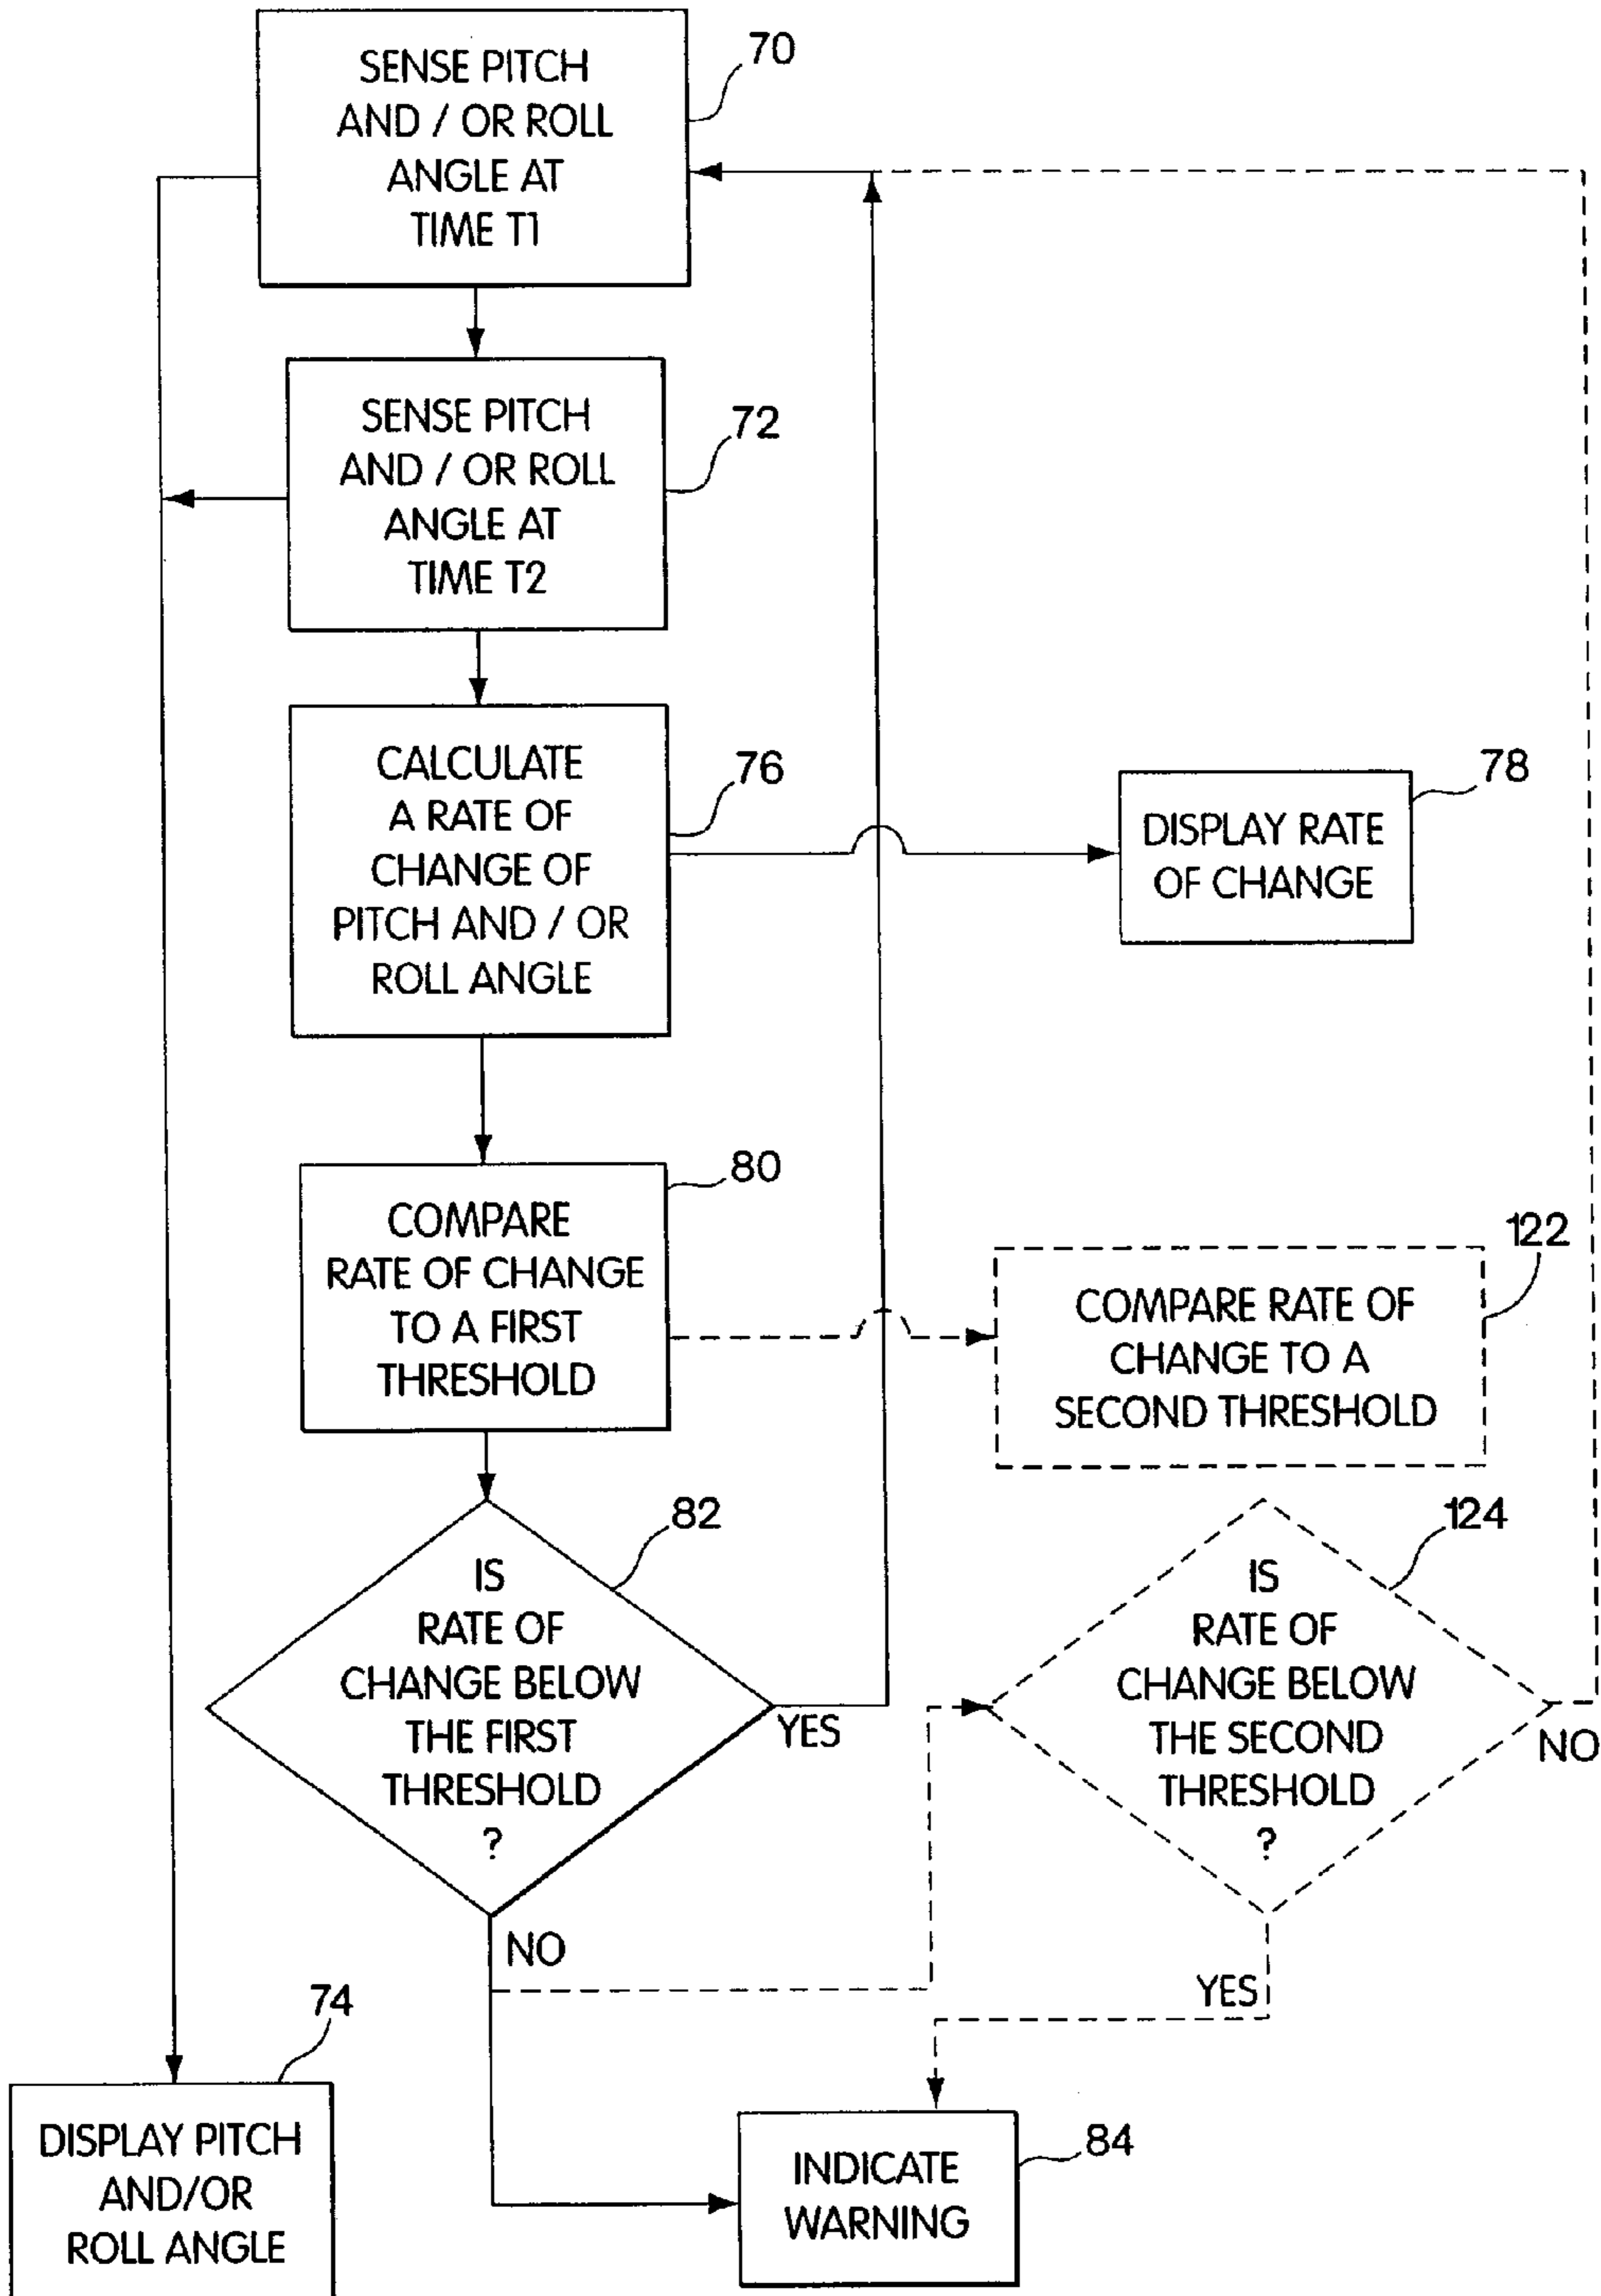 SENSE PITCH
AND / OR ROLL
ANGLE AT
TIME T1
70
SENSE PITCH
AND / OR ROLL
ANGLE AT
TIME T2
72
CALCULATE
A RATE OF
CHANGE OF
PITCH AND / OR
ROLL ANGLE
76
DISPLAY RATE
OF CHANGE
78
COMPARE
RATE OF CHANGE
TO A FIRST
THRESHOLD
80
COMPARE RATE OF
CHANGE TO A
SECOND THRESHOLD
122
IS
RATE OF
CHANGE BELOW
THE FIRST
THRESHOLD
?
82
YES
NO
IS
RATE OF
CHANGE BELOW
THE SECOND
THRESHOLD
?
124
NO
YES
DISPLAY PITCH
AND/OR
ROLL ANGLE
74
INDICATE
WARNING
84